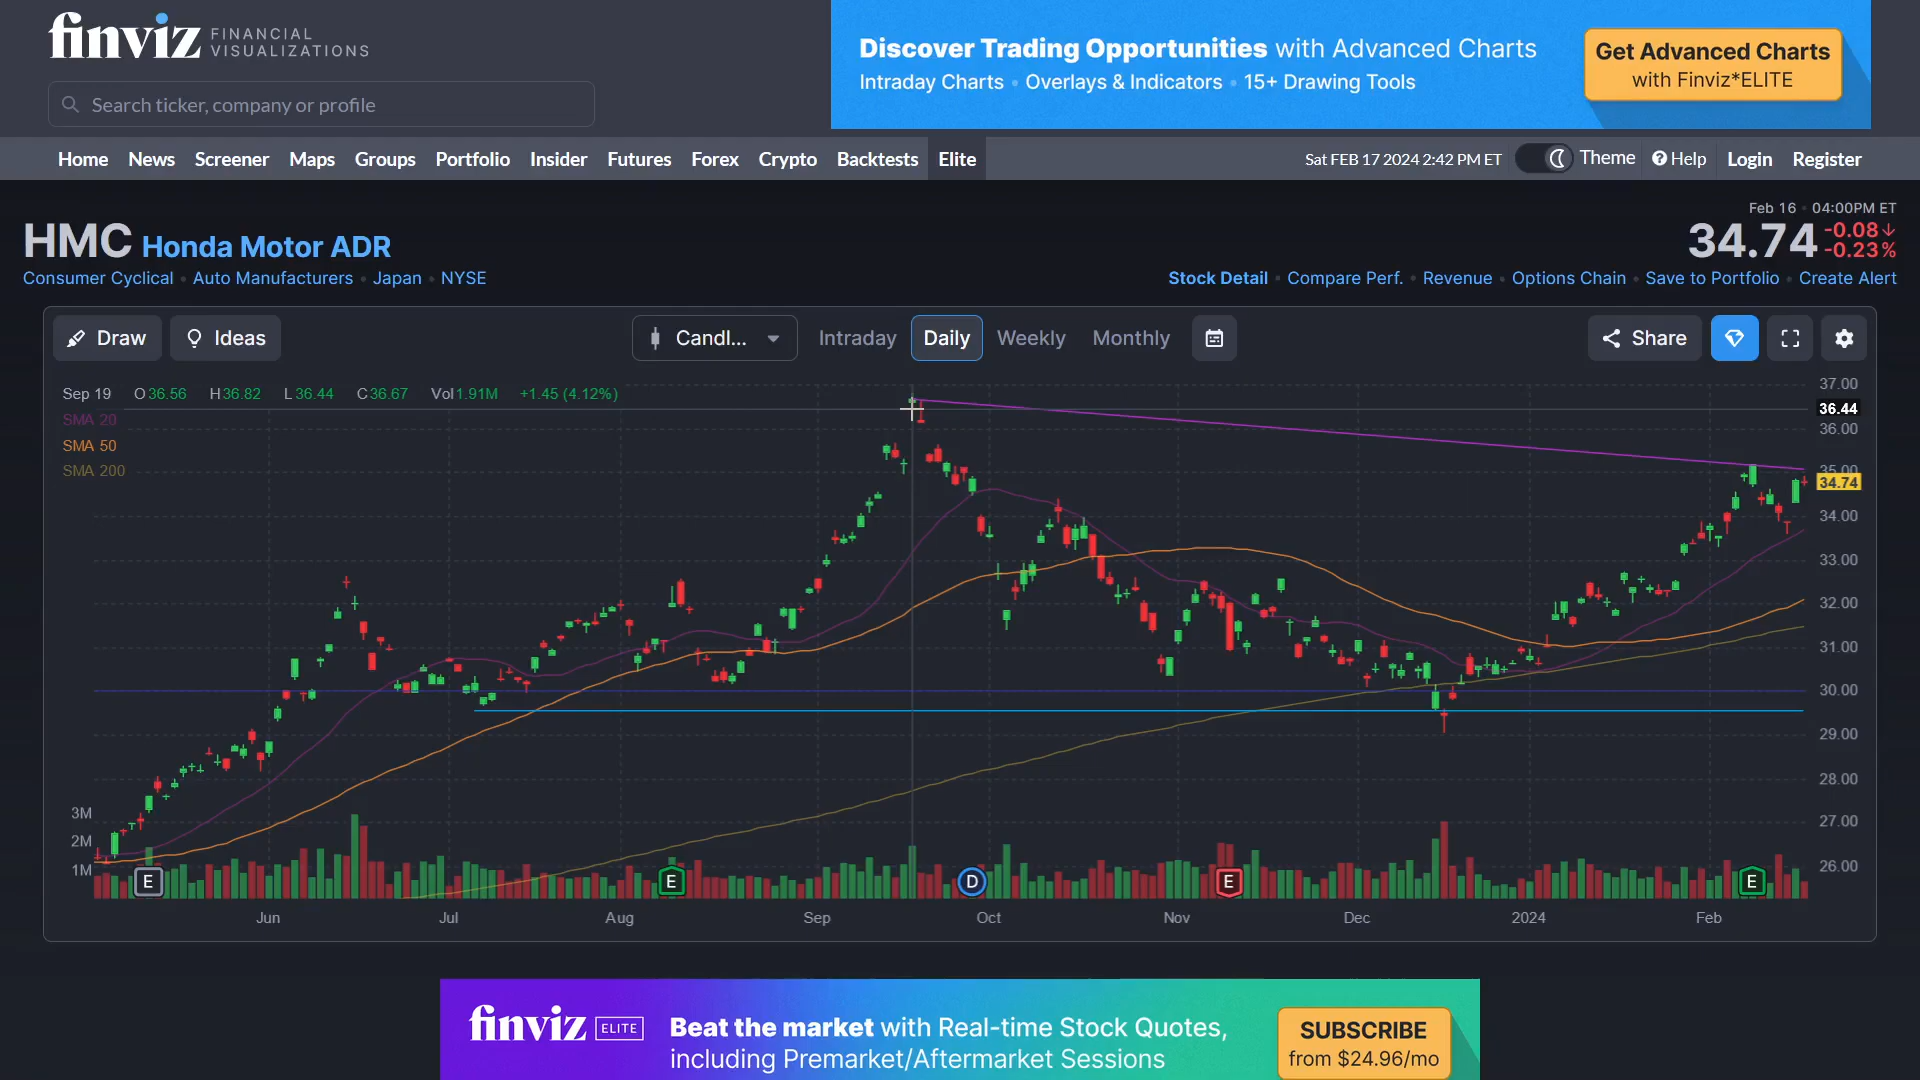 finviz FINANCIAL VISUALIZATIONS
Discover Trading Opportunities with Advanced Charts
Intraday Charts • Overlays & Indicators • 15+ Drawing Tools
Get Advanced Charts
with Finviz*ELITE
Search ticker, company or profile
Home News Screener Maps Groups Portfolio Insider Futures Forex Crypto Backtests Elite
Sat FEB 17 2024 2:42 PM ET Theme Help Login Register
Feb 16 • 04:00PM ET
HMC Honda Motor ADR
34.74 -0.08↓
-0.23%
Consumer Cyclical • Auto Manufacturers • Japan • NYSE
Stock Detail • Compare Perf. • Revenue • Options Chain • Save to Portfolio • Create Alert
Draw Ideas Candl... Intraday Daily Weekly Monthly Share
Sep 19 O36.56 H36.82 L36.44 C36.67 Vol1.91M +1.45 (4.12%)
SMA 20
SMA 50
SMA 200
37.00
36.44
36.00
35.00
34.74
34.00
33.00
32.00
31.00
30.00
29.00
28.00
27.00
26.00
3M
2M
1M
E E D E E
Jun Jul Aug Sep Oct Nov Dec 2024 Feb
finviz ELITE
Beat the market with Real-time Stock Quotes,
including Premarket/Aftermarket Sessions
SUBSCRIBE
from $24.96/mo